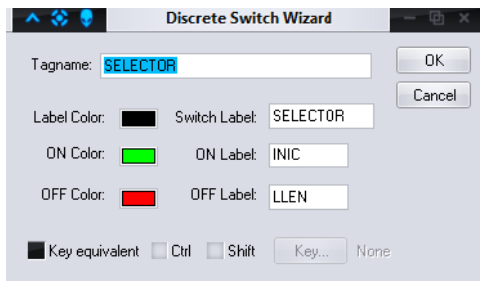 Discrete Switch Wizard
Tagname: SELECTOR
OK
Cancel
Label Color: Switch Label: SELECTOR
ON Color: ON Label: INIC
OFF Color: OFF Label: LLEN
Key equivalent Ctrl Shift Key... None